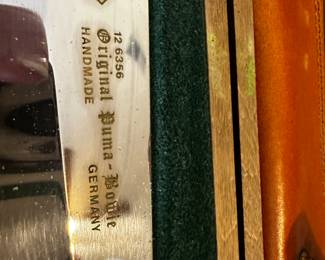 12 6356
Original Puma-Bowie
HANDMADE
GERMANY